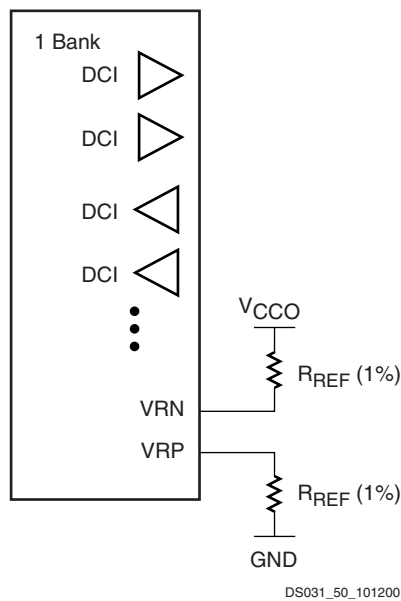 1 Bank
DCI
DCI
DCI
DCI
VCCO
RREF (1%)
VRN
VRP
RREF (1%)
GND
DS031_50_101200